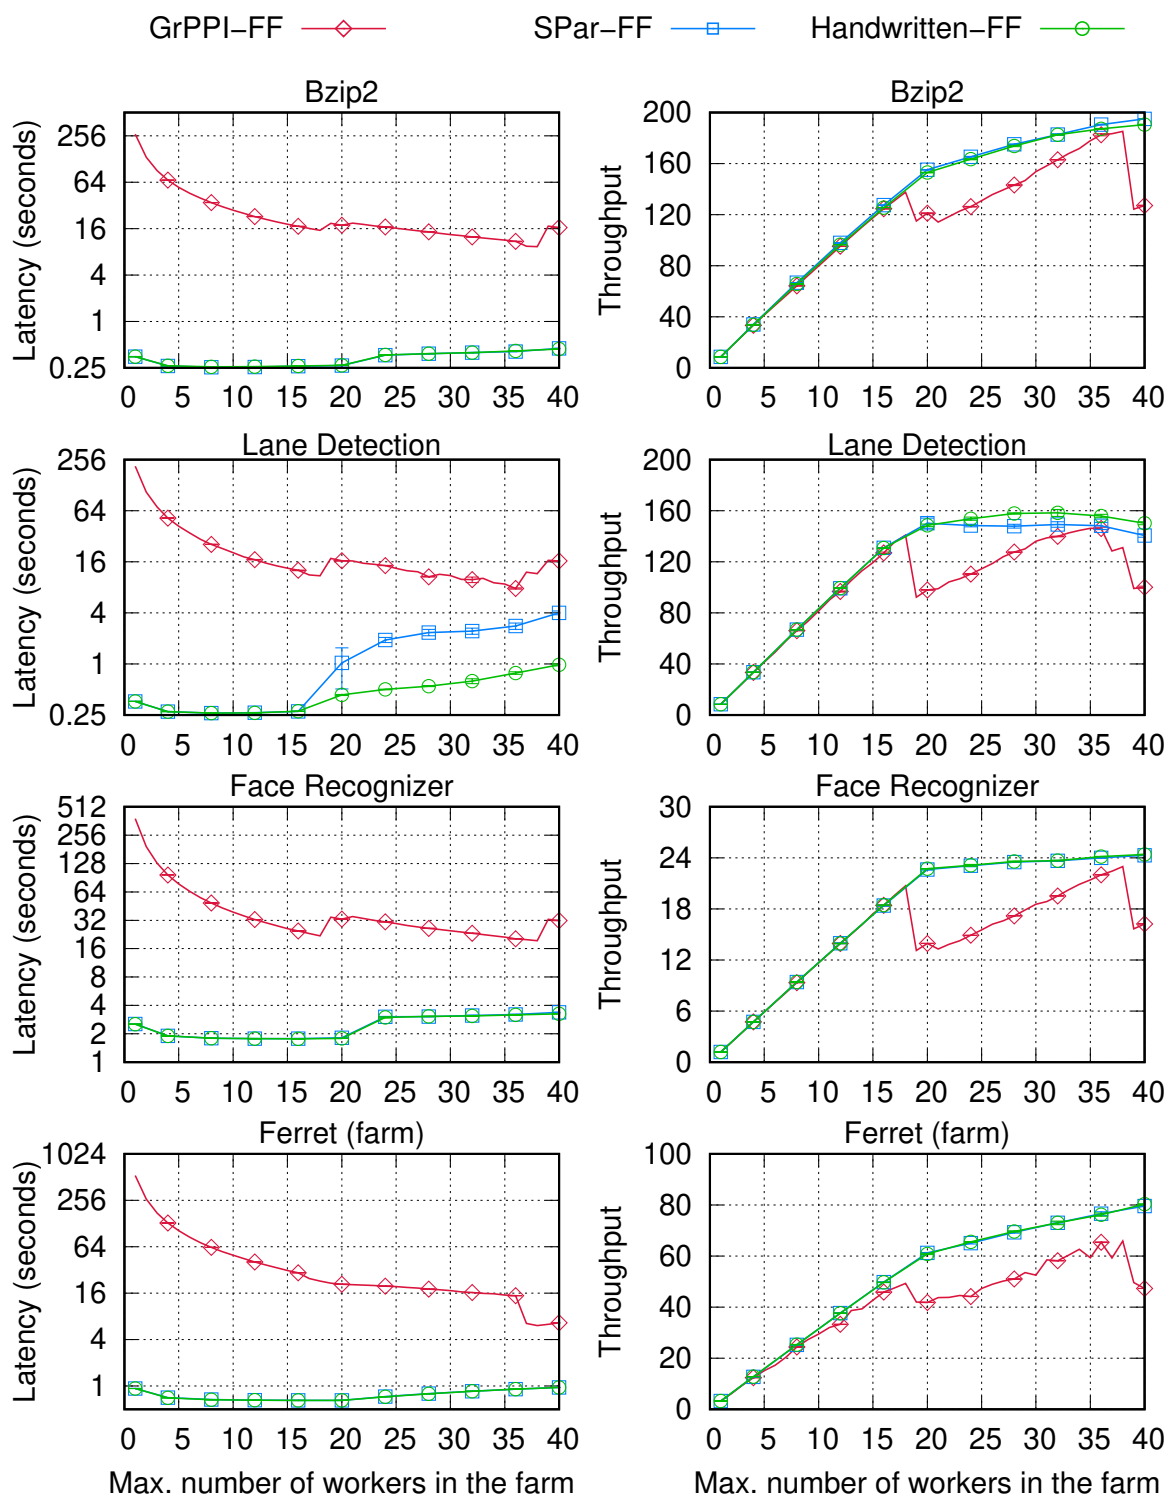 GrPPI−FF SPar−FF Handwritten−FF
Bzip2
Latency (seconds)
256
64
16
4
1
0.25
0 5 10 15 20 25 30 35 40
Bzip2
Throughput
200
160
120
80
40
0
0 5 10 15 20 25 30 35 40
Lane Detection
Latency (seconds)
256
64
16
4
1
0.25
0 5 10 15 20 25 30 35 40
Lane Detection
Throughput
200
160
120
80
40
0
0 5 10 15 20 25 30 35 40
Face Recognizer
Latency (seconds)
512
256
128
64
32
16
8
4
2
1
0 5 10 15 20 25 30 35 40
Face Recognizer
Throughput
30
24
18
12
6
0
0 5 10 15 20 25 30 35 40
Ferret (farm)
Latency (seconds)
1024
256
64
16
4
1
0 5 10 15 20 25 30 35 40
Max. number of workers in the farm
Ferret (farm)
Throughput
100
80
60
40
20
0
0 5 10 15 20 25 30 35 40
Max. number of workers in the farm